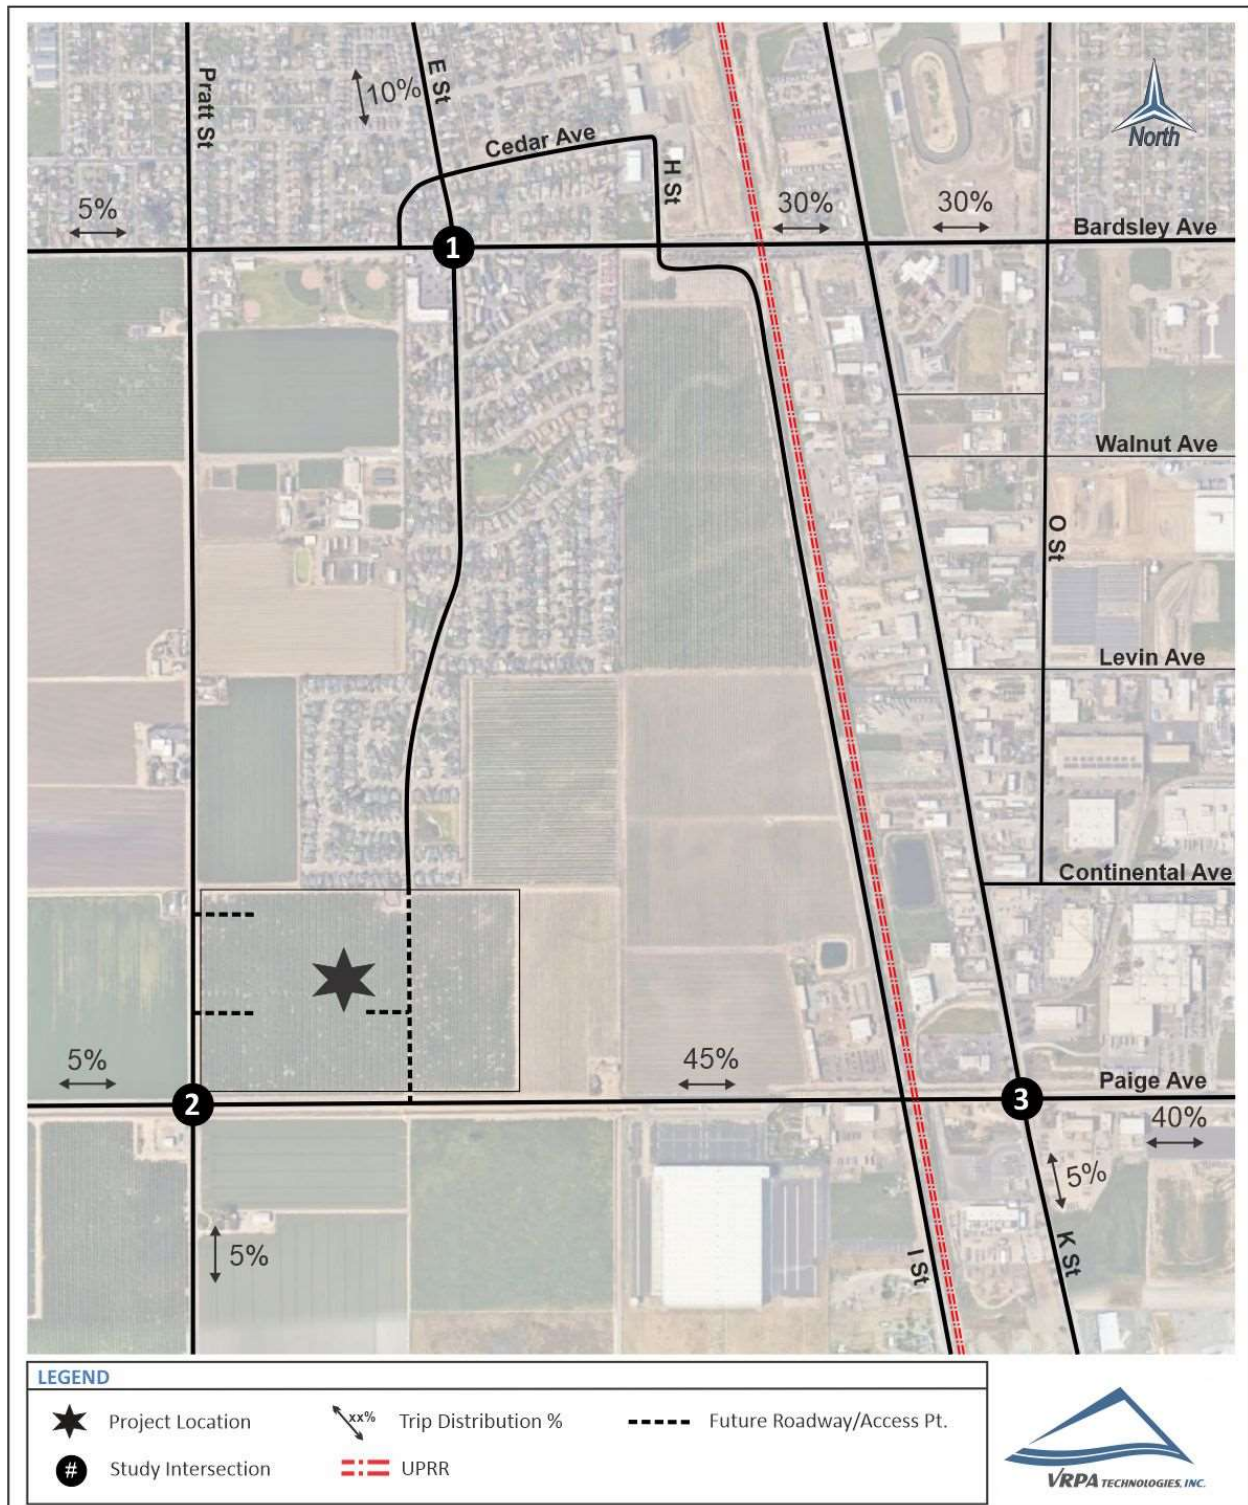 Pratt St
E St
10%
Cedar Ave
H St
North
5%
30%
30%
Bardsley Ave
1
Walnut Ave
O St
Levin Ave
Continental Ave
5%
45%
Paige Ave
2
3
40%
5%
5%
I St
K St
LEGEND
Project Location
xx%
Trip Distribution %
Future Roadway/Access Pt.
#
Study Intersection
UPRR
VRPA TECHNOLOGIES, INC.